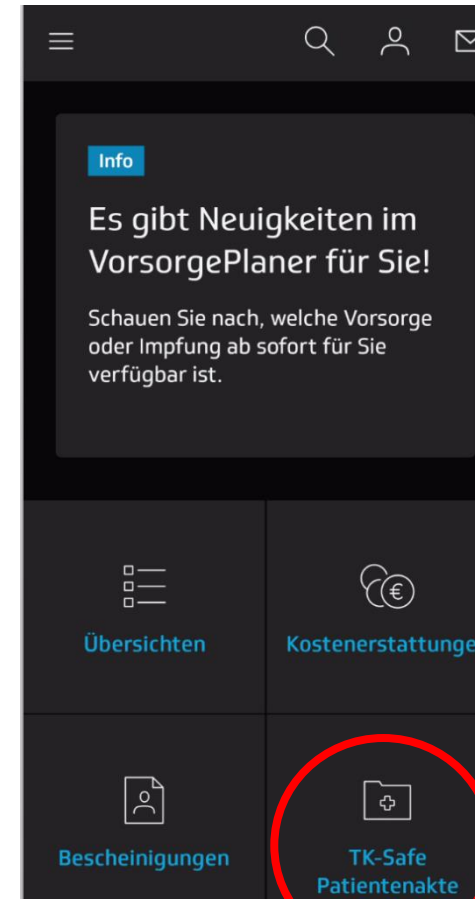 Info
Es gibt Neuigkeiten im
VorsorgePlaner für Sie!
Schauen Sie nach, welche Vorsorge
oder Impfung ab sofort für Sie
verfügbar ist.
Übersichten
Kostenerstattunge
Bescheinigungen
TK-Safe
Patientenakte